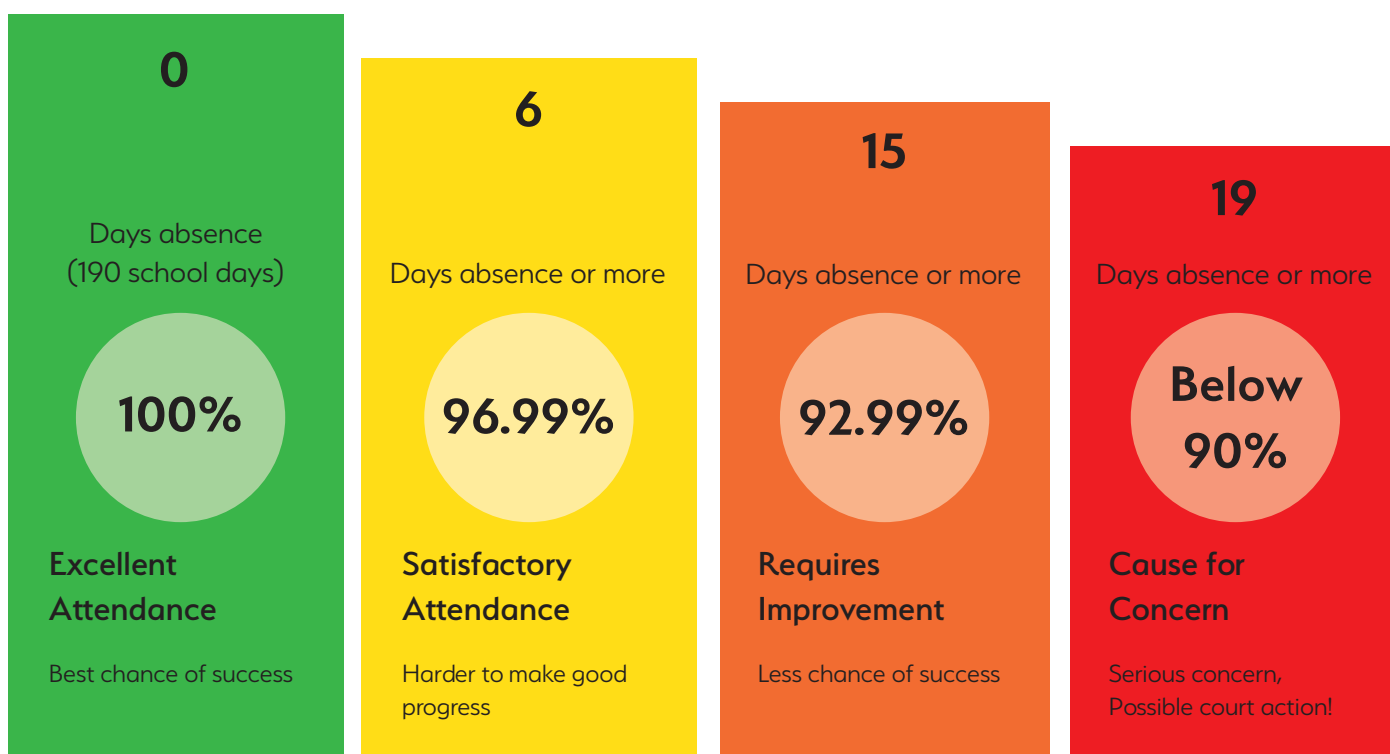 0
Days absence
(190 school days)
100%
Excellent
Attendance
Best chance of success
6
Days absence or more
96.99%
Satisfactory
Attendance
Harder to make good
progress
15
Days absence or more
92.99%
Requires
Improvement
Less chance of success
19
Days absence or more
Below
90%
Cause for
Concern
Serious concern,
Possible court action!